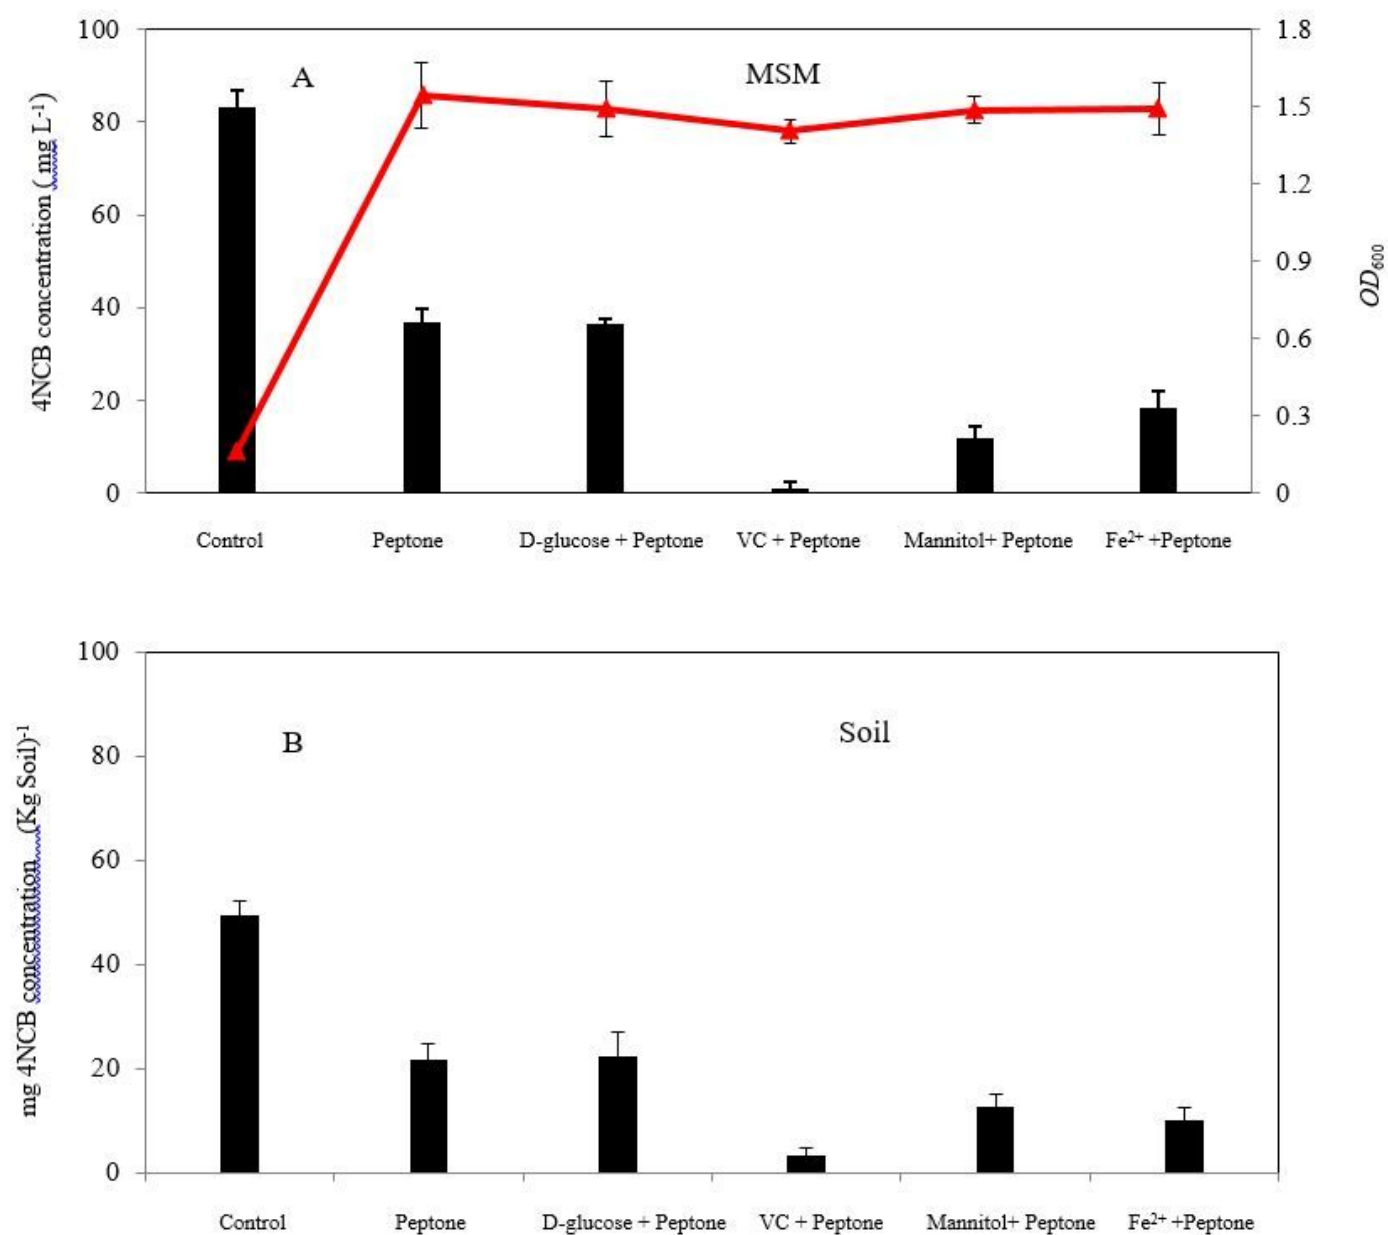 100
1.8
A
MSM
80
1.5
60
1.2
0.9
40
0.6
20
0.3
0
0
4NCB concentration ( mg L-1)
OD600
Control
Peptone
D-glucose + Peptone
VC + Peptone
Mannitol+ Peptone
Fe2+ +Peptone
100
B
Soil
80
60
40
20
0
mg 4NCB concentration (Kg Soil)-1
Control
Peptone
D-glucose + Peptone
VC + Peptone
Mannitol+ Peptone
Fe2+ +Peptone